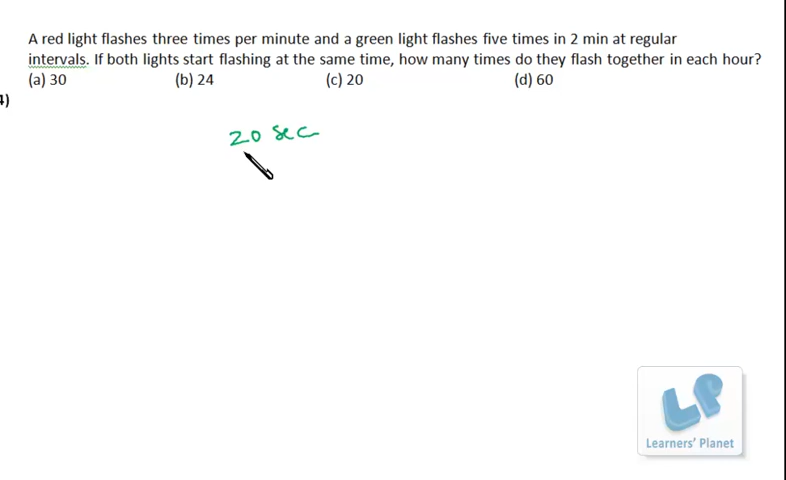 A red light flashes three times per minute and a green light flashes five times in 2 min at regular
intervals. If both lights start flashing at the same time, how many times do they flash together in each hour?
(a) 30 (b) 24 (c) 20 (d) 60
4)
20 sec
LP
Learners' Planet